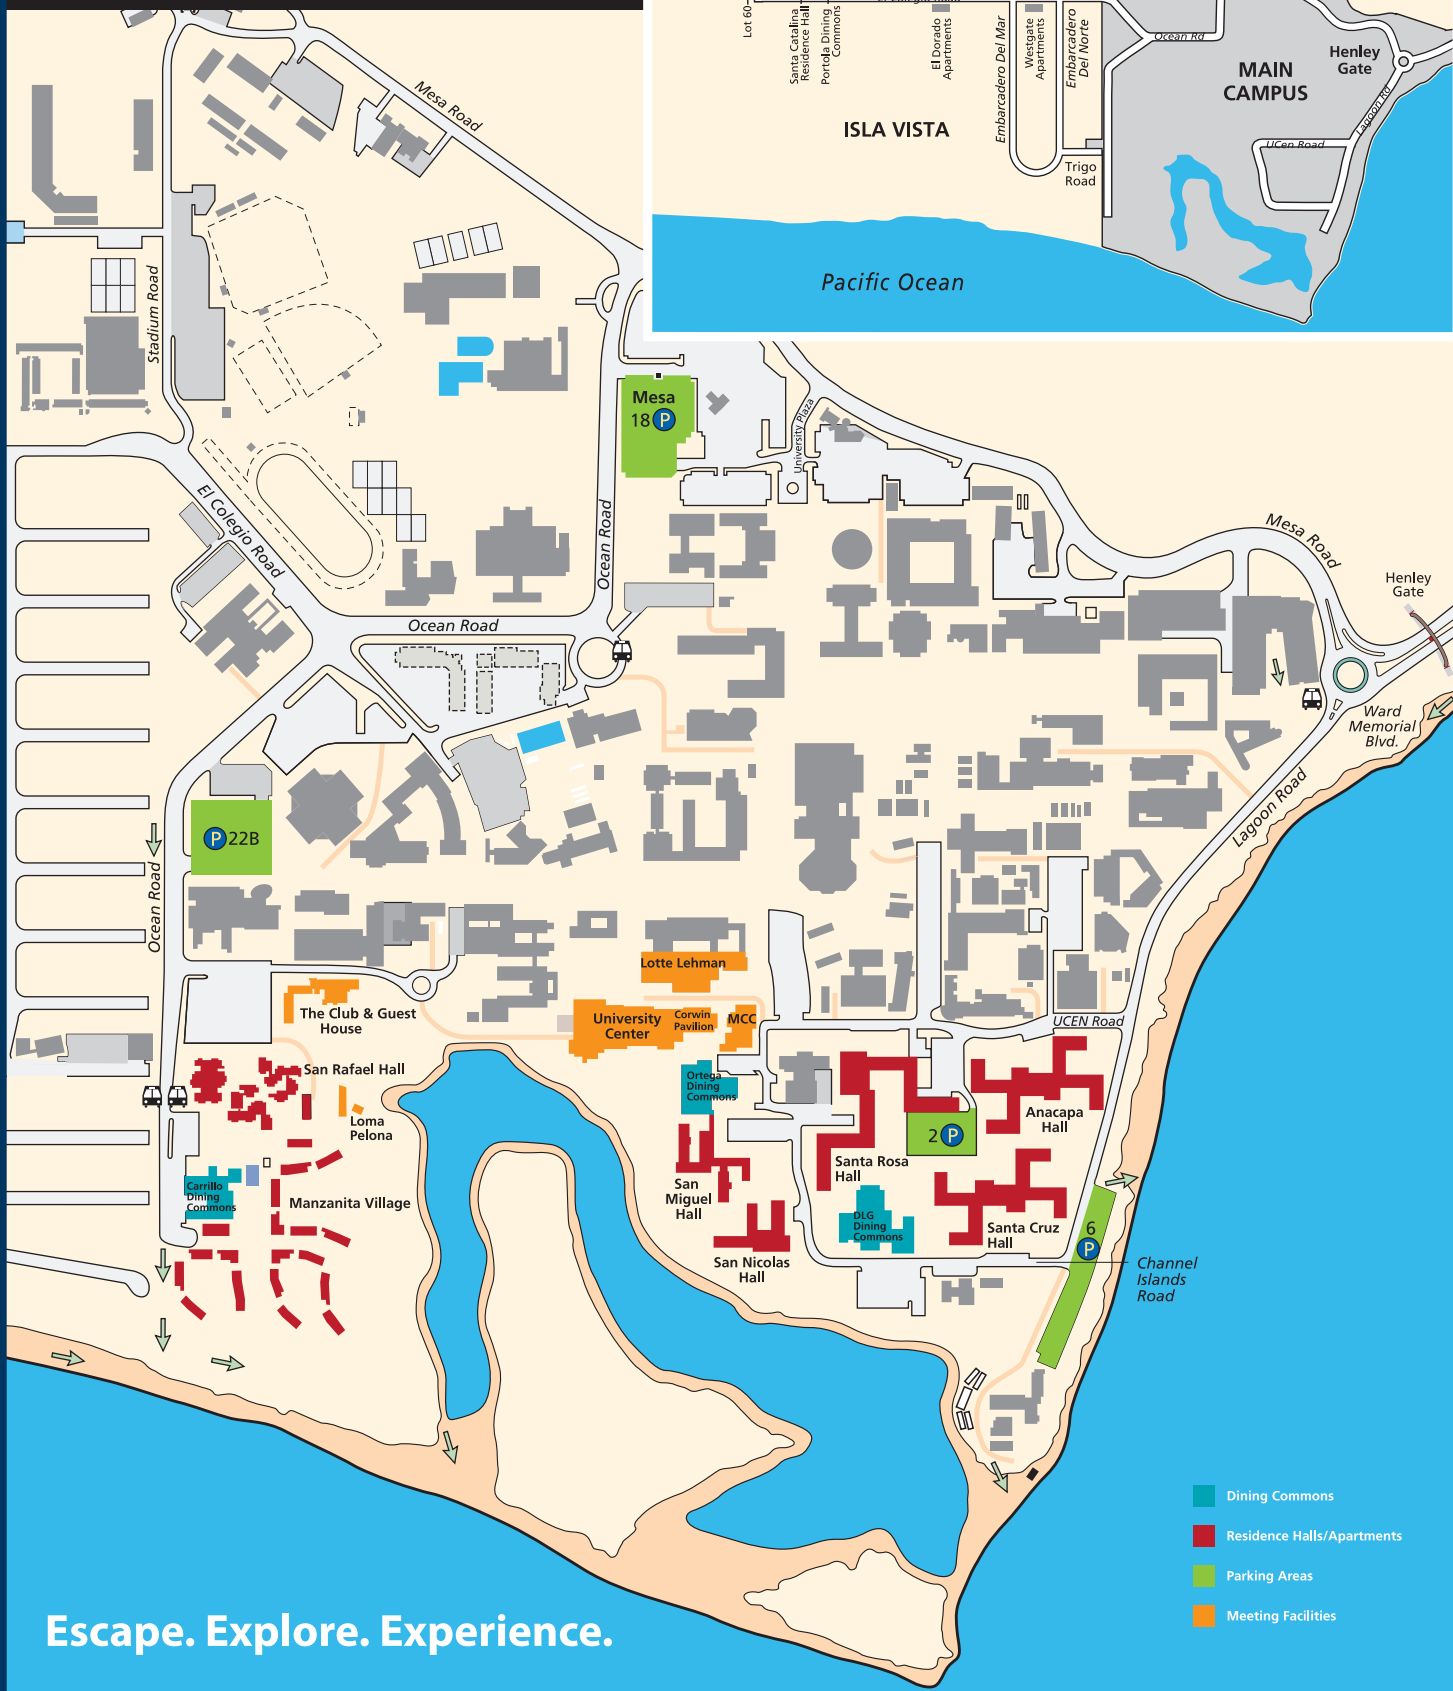 Lot 60
Santa Catalina
Residence Hall
Portola Dining
Commons
El Dorado
Apartments
Embarcadero Del Mar
Westgate
Apartments
Embarcadero
Del Norte
Ocean Rd
MAIN
CAMPUS
Henley
Gate
Lagoon Rd
UCen Road
ISLA VISTA
Trigo
Road
Pacific Ocean
Mesa Road
Stadium Road
Mesa
18 P
University Plaza
El Colegio Road
Ocean Road
Ocean Road
Mesa Road
Henley
Gate
Ward
Memorial
Blvd.
Lagoon Road
P 22B
Ocean Road
Lotte Lehman
The Club & Guest
House
University
Center
Corwin
Pavilion
MCC
UCEN Road
San Rafael Hall
Loma
Pelona
Ortega
Dining
Commons
Anacapa
Hall
2 P
Santa Rosa
Hall
Carrillo
Dining
Commons
Manzanita Village
San
Miguel
Hall
DLG
Dining
Commons
Santa Cruz
Hall
6
P
San Nicolas
Hall
Channel
Islands
Road
Dining Commons
Residence Halls/Apartments
Parking Areas
Meeting Facilities
Escape. Explore. Experience.